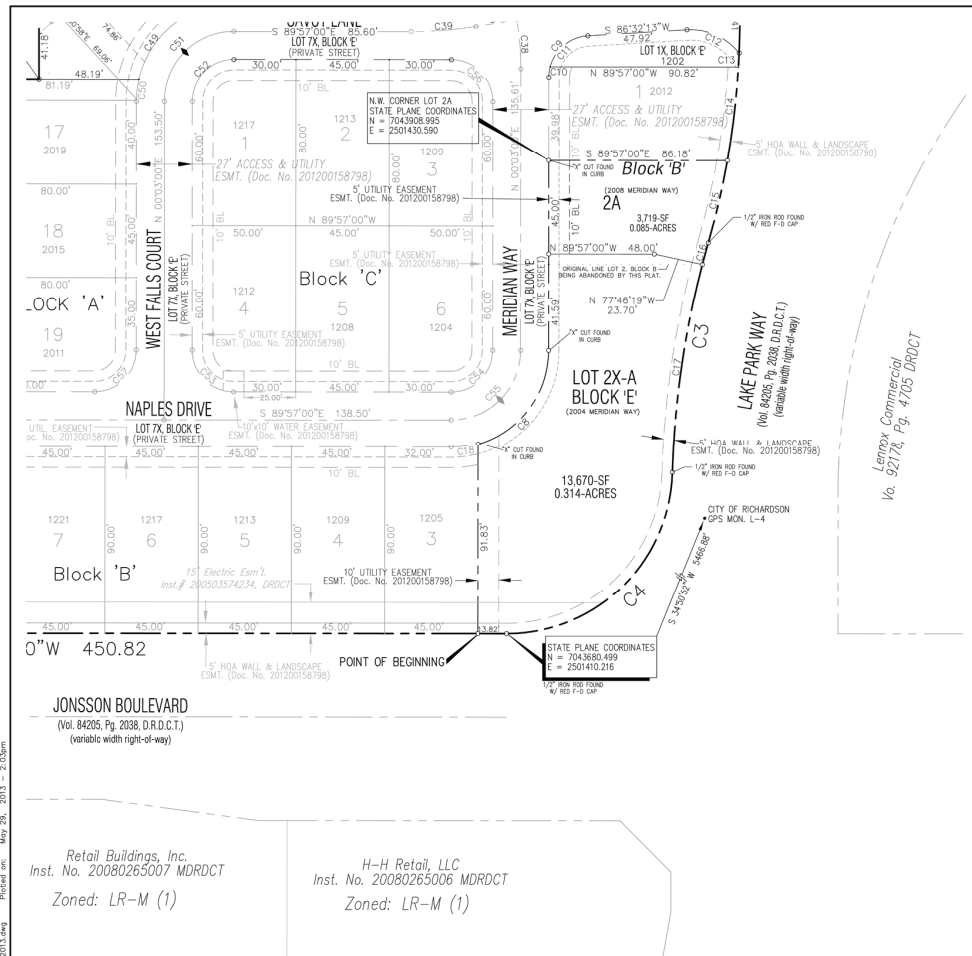 SAVOY LANE
S 89°57'00"E 85.60'
LOT 7X, BLOCK 'E'
(PRIVATE STREET)
C39
C38
S 86°32'13"W
47.92'
C12
LOT 1X, BLOCK 'E'
1202
C13
C9
C11
C10
N 89°57'00"W 90.82'
41.18'
74.86
69.06'
C49
C51
C52
C50
48.19'
81.19'
30.00'
45.00'
30.00'
C56
10' BL
135.61'
1 2012
27' ACCESS & UTILITY
ESMT. (Doc. No. 201200158798)
C14
N.W. CORNER LOT 2A
STATE PLANE COORDINATES
N = 7043908.995
E = 2501430.590
39.98'
10' BL
17
2019
40.00'
153.50'
60.00'
1217
1
30.00'
1213
2
1209
3
80.00'
60.00'
27' ACCESS & UTILITY
ESMT. (Doc. No. 201200158798)
5' HOA WALL & LANDSCAPE
ESMT. (Doc. No. 201200158798)
S 89°57'00"E 86.18'
"X" CUT FOUND
IN CURB
Block 'B'
(2008 MERIDIAN WAY)
2A
3,719-SF
0.085-ACRES
5' UTILITY EASEMENT
ESMT. (Doc. No. 201200158798)
45.00'
10' BL
C15
1/2" IRON ROD FOUND
W/ RED F-D CAP
80.00'
18
2015
45.00'
10' BL
N 00°03'00"E
N 00°03'00"E
N 89°57'00"W
50.00'
45.00'
50.00'
N 89°57'00"W 48.00'
C16
ORIGINAL LINE LOT 2, BLOCK B
BEING ABANDONED BY THIS PLAT.
N 77°46'19"W
23.70'
80.00'
LOCK 'A'
WEST FALLS COURT
LOT 7X, BLOCK 'E'
(PRIVATE STREET)
Block 'C'
5' UTILITY EASEMENT
ESMT. (Doc. No. 201200158798)
MERIDIAN WAY
LOT 7X, BLOCK 'E'
(PRIVATE STREET)
1212
4
5
6
1208
1204
60.00'
60.00'
41.59'
19
2011
35.00'
5' UTILITY EASEMENT
ESMT. (Doc. No. 201200158798)
"X" CUT FOUND
IN CURB
C3
C17
LAKE PARK WAY
(Vol. 84205, Pg. 2038, D.R.D.C.T.)
(variable width right-of-way)
C57
C53
10' BL
30.00'
45.00'
30.00'
25.00'
C54
C55
LOT 2X-A
BLOCK 'E'
(2004 MERIDIAN WAY)
NAPLES DRIVE
LOT 7X, BLOCK 'E'
(PRIVATE STREET)
S 89°57'00"E 138.50'
10'x10' WATER EASEMENT
ESMT. (Doc. No. 201200158798)
C8
UTIL. EASEMENT
oc. No. 201200158798)
45.00'
45.00'
45.00'
45.00'
32.00'
C18
"X" CUT FOUND
IN CURB
10' BL
5' HOA WALL & LANDSCAPE
ESMT. (Doc. No. 201200158798)
1/2" IRON ROD FOUND
W/ RED F-D CAP
Lennox Commercial
Vo. 92178, Pg. 4705 DRDCT
13,670-SF
0.314-ACRES
CITY OF RICHARDSON
GPS MON. L-4
S 34°50'52" W 5466.88'
1221
7
90.00'
1217
6
90.00'
1213
5
90.00'
1209
4
90.00'
1205
3
91.83'
Block 'B'
15' Electric Esm't.
Inst.# 200503574234, DRDCT
10' UTILITY EASEMENT
ESMT. (Doc. No. 201200158798)
C4
45.00'
45.00'
45.00'
45.00'
45.00'
13.82'
0"W 450.82
5' HOA WALL & LANDSCAPE
ESMT. (Doc. No. 201200158798)
POINT OF BEGINNING
STATE PLANE COORDINATES
N = 7043680.499
E = 2501410.216
1/2" IRON ROD FOUND
W/ RED F-D CAP
JONSSON BOULEVARD
(Vol. 84205, Pg. 2038, D.R.D.C.T.)
(variable width right-of-way)
Retail Buildings, Inc.
Inst. No. 20080265007 MDRDCT
Zoned: LR-M (1)
H-H Retail, LLC
Inst. No. 20080265006 MDRDCT
Zoned: LR-M (1)
2013.dwg Plotted on: May 29, 2013 - 2:03pm